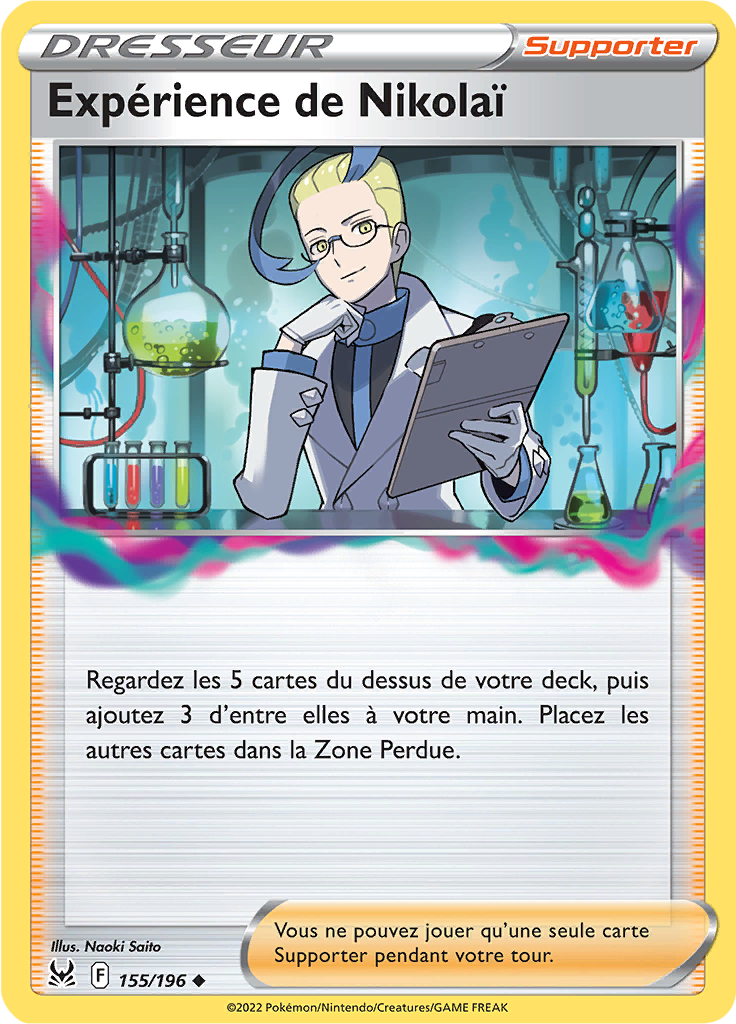 DRESSEUR
Supporter
Expérience de Nikolaï
Regardez les 5 cartes du dessus de votre deck, puis
ajoutez 3 d'entre elles à votre main. Placez les
autres cartes dans la Zone Perdue.
Illus. Naoki Saito
Vous ne pouvez jouer qu'une seule carte
Supporter pendant votre tour.
F 155/196 ◆
©2022 Pokémon/Nintendo/Creatures/GAME FREAK